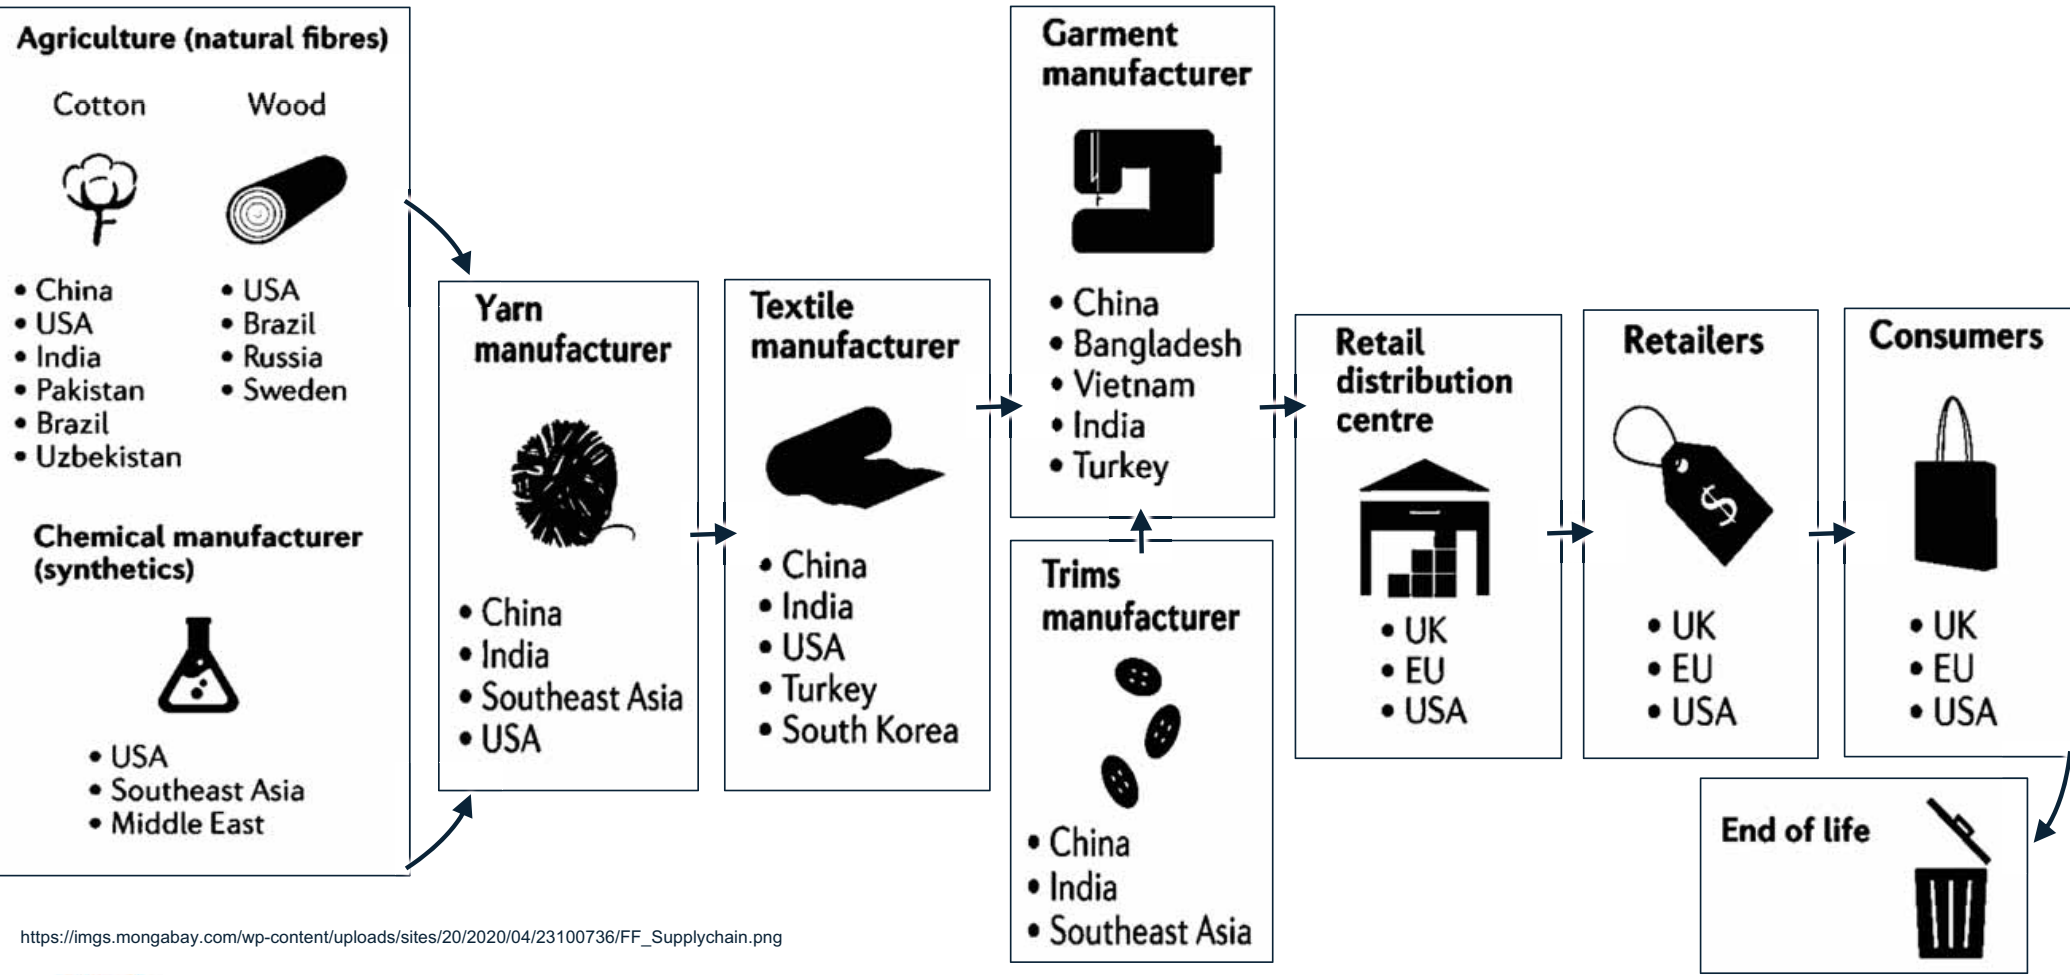 Agriculture (natural fibres)
Cotton
• China
• USA
• India
• Pakistan
• Brazil
• Uzbekistan
Wood
• USA
• Brazil
• Russia
• Sweden
Chemical manufacturer
(synthetics)
• USA
• Southeast Asia
• Middle East
Yarn
manufacturer
• China
• India
• Southeast Asia
• USA
Textile
manufacturer
• China
• India
• USA
• Turkey
• South Korea
Garment
manufacturer
• China
• Bangladesh
• Vietnam
• India
• Turkey
Trims
manufacturer
• China
• India
• Southeast Asia
Retail
distribution
centre
• UK
• EU
• USA
Retailers
$
• UK
• EU
• USA
Consumers
• UK
• EU
• USA
End of life
https://imgs.mongabay.com/wp-content/uploads/sites/20/2020/04/23100736/FF_Supplychain.png